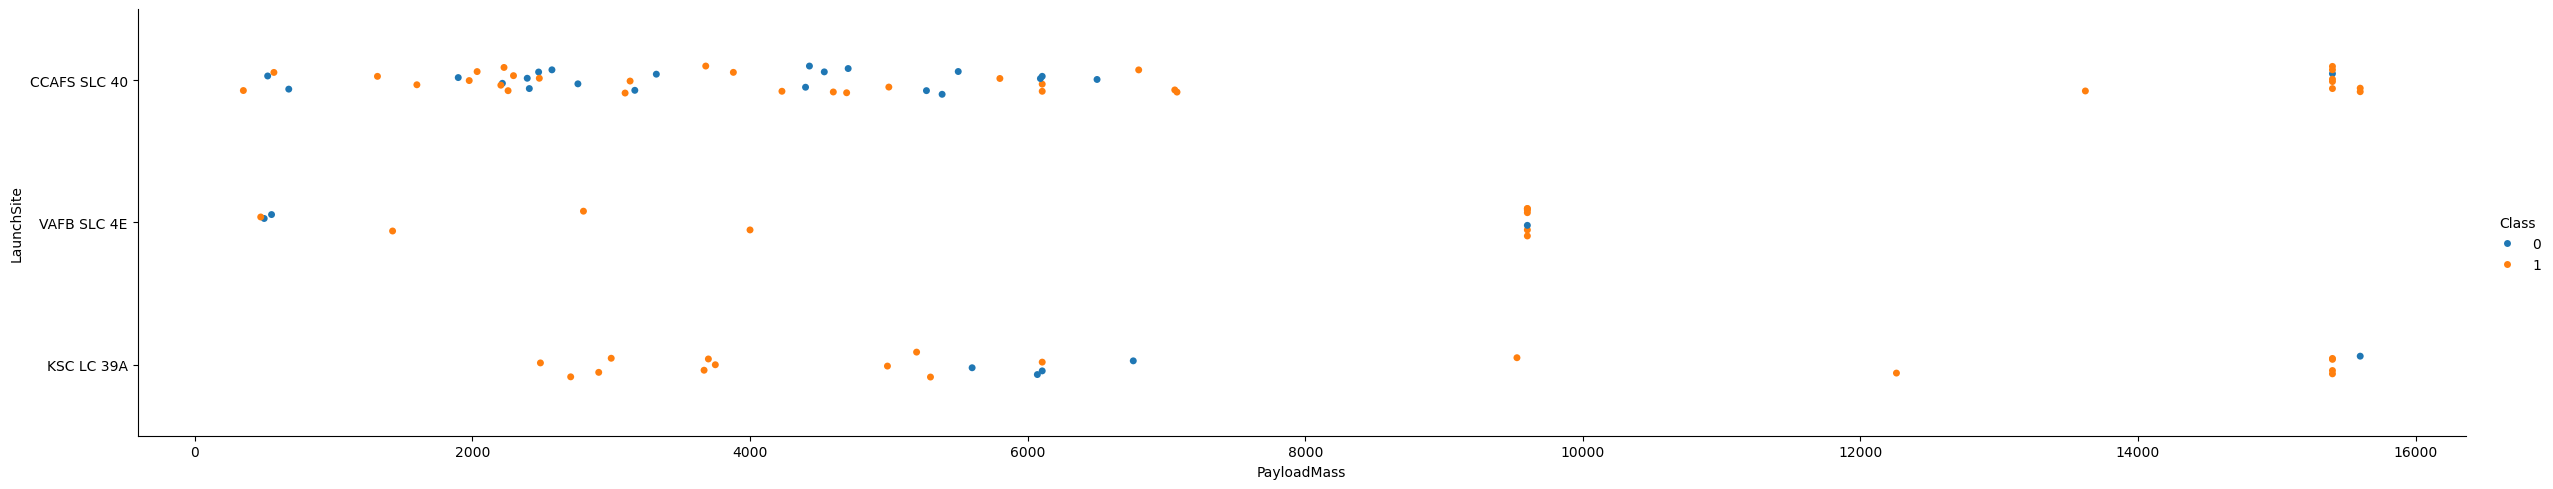 CCAFS SLC 40
VAFB SLC 4E
KSC LC 39A
LaunchSite
0 2000 4000 6000 8000 10000 12000 14000 16000
PayloadMass
Class
0
1